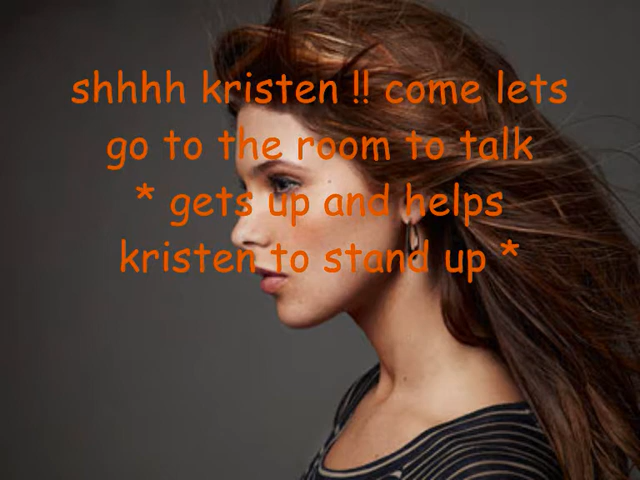 shhhh kristen !! come lets
go to the room to talk
* gets up and helps
kristen to stand up *